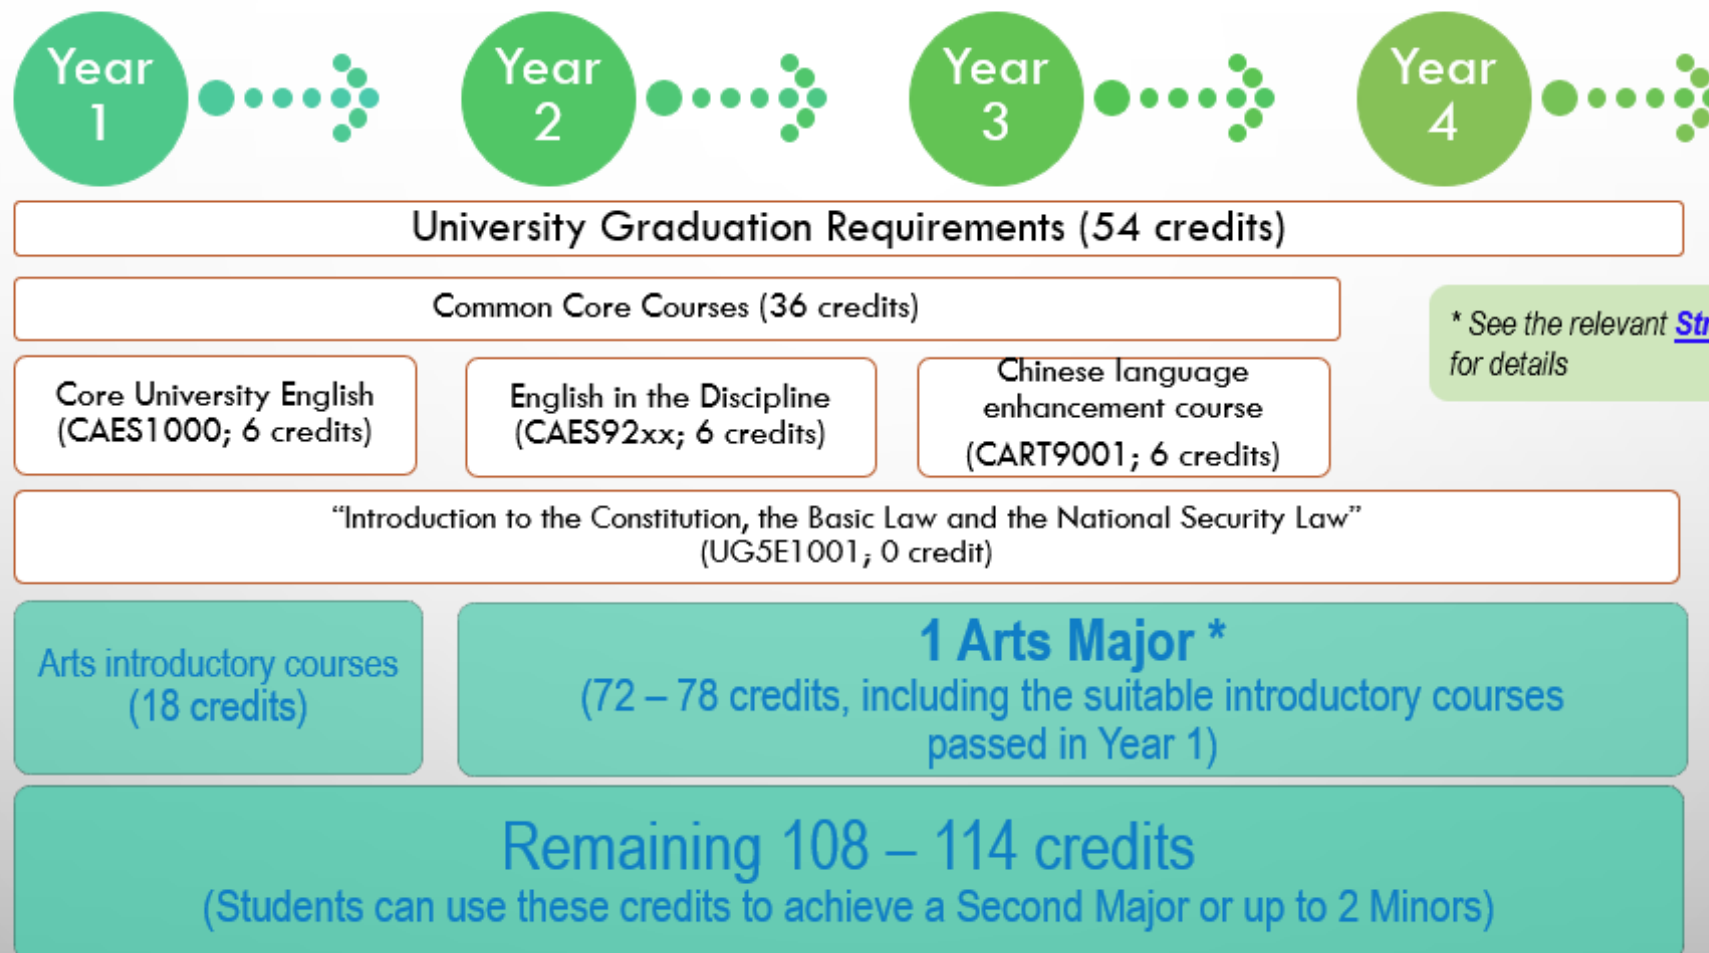 Year
1
Year
2
Year
3
Year
4
University Graduation Requirements (54 credits)
Common Core Courses (36 credits)
* See the relevant
for details
Core University English
(CAES1000; 6 credits)
English in the Discipline
(CAES92xx; 6 credits)
Chinese language
enhancement course
(CART9001; 6 credits)
“Introduction to the Constitution, the Basic Law and the National Security Law”
(UG5E1001; 0 credit)
Arts introductory courses
(18 credits)
1 Arts Major *
(72 – 78 credits, including the suitable introductory courses
passed in Year 1)
Remaining 108 – 114 credits
(Students can use these credits to achieve a Second Major or up to 2 Minors)